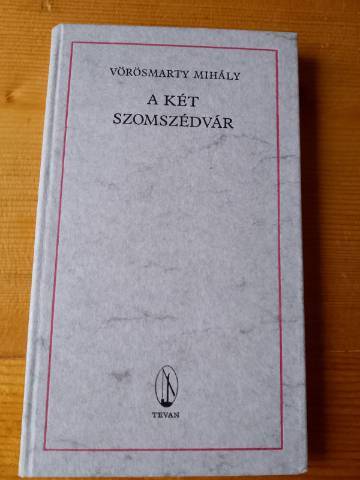 VÖRÖSMARTY MIHÁLY
A KÉT
SZOMSZÉDVÁR
TEVAN